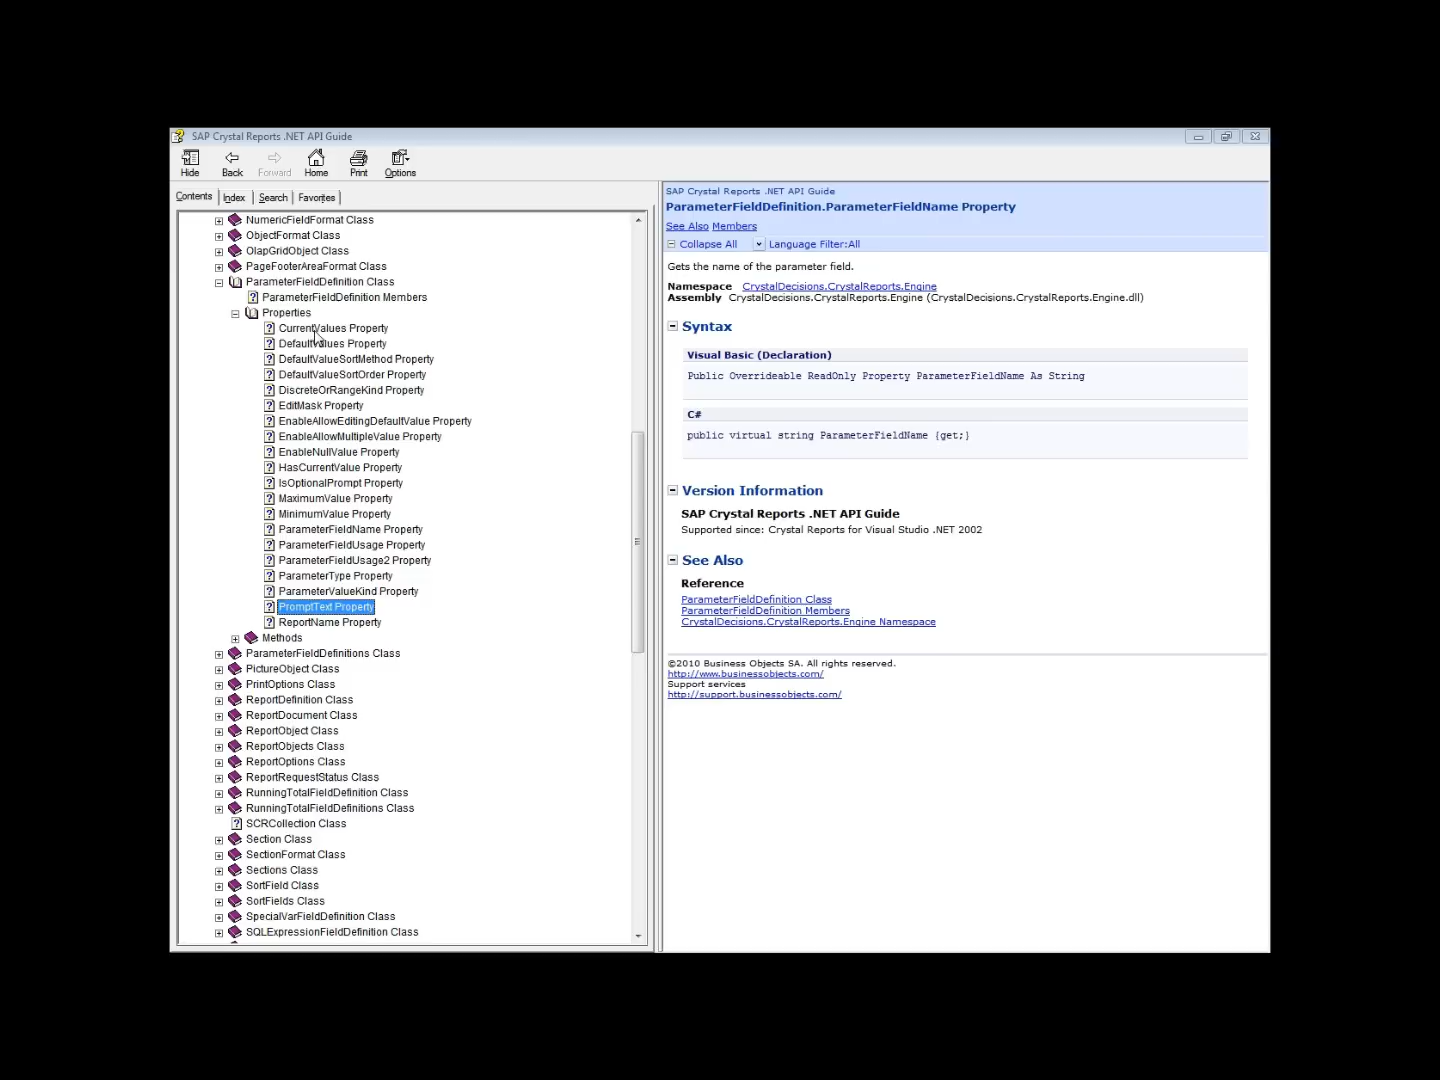 SAP Crystal Reports .NET API Guide
Hide Back Forward Home Print Options
Contents Index Search Favorites
NumericFieldFormat Class
ObjectFormat Class
OlapGridObject Class
PageFooterAreaFormat Class
ParameterFieldDefinition Class
ParameterFieldDefinition Members
Properties
CurrentValues Property
DefaultValues Property
DefaultValueSortMethod Property
DefaultValueSortOrder Property
DiscreteOrRangeKind Property
EditMask Property
EnableAllowEditingDefaultValue Property
EnableAllowMultipleValue Property
EnableNullValue Property
HasCurrentValue Property
IsOptionalPrompt Property
MaximumValue Property
MinimumValue Property
ParameterFieldName Property
ParameterFieldUsage Property
ParameterFieldUsage2 Property
ParameterType Property
ParameterValueKind Property
PromptText Property
ReportName Property
Methods
ParameterFieldDefinitions Class
PictureObject Class
PrintOptions Class
ReportDefinition Class
ReportDocument Class
ReportObject Class
ReportObjects Class
ReportOptions Class
ReportRequestStatus Class
RunningTotalFieldDefinition Class
RunningTotalFieldDefinitions Class
SCRCollection Class
Section Class
SectionFormat Class
Sections Class
SortField Class
SortFields Class
SpecialVarFieldDefinition Class
SQLExpressionFieldDefinition Class
SAP Crystal Reports .NET API Guide
ParameterFieldDefinition.ParameterFieldName Property
See Also Members
Collapse All Language Filter:All
Gets the name of the parameter field.
Namespace CrystalDecisions.CrystalReports.Engine
Assembly CrystalDecisions.CrystalReports.Engine (CrystalDecisions.CrystalReports.Engine.dll)
Syntax
Visual Basic (Declaration)
Public Overrideable ReadOnly Property ParameterFieldName As String
C#
public virtual string ParameterFieldName {get;}
Version Information
SAP Crystal Reports .NET API Guide
Supported since: Crystal Reports for Visual Studio .NET 2002
See Also
Reference
ParameterFieldDefinition Class
ParameterFieldDefinition Members
CrystalDecisions.CrystalReports.Engine Namespace
©2010 Business Objects SA. All rights reserved.
http://www.businessobjects.com/
Support services
http://support.businessobjects.com/